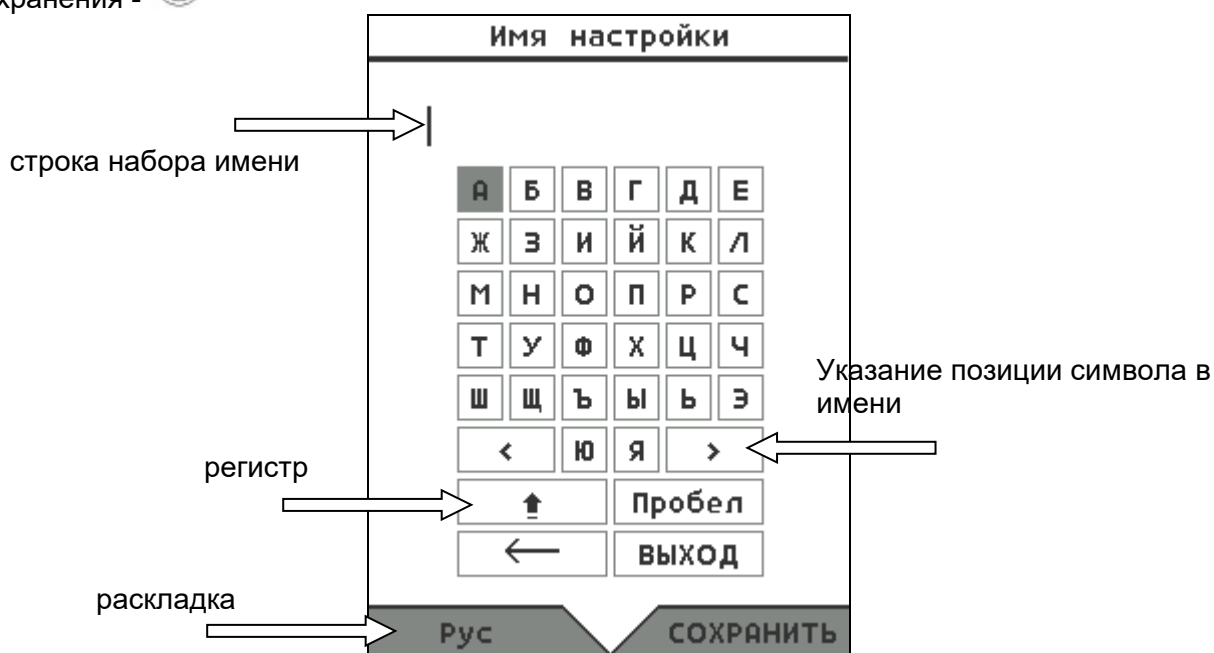 хранения -
Имя настройки
строка набора имени
А Б В Г Д Е
Ж З И Й К Л
М Н О П Р С
Т У Ф Х Ц Ч
Указание позиции символа в
имени
Ш Щ Ъ Ы Ь Э
< Ю Я >
регистр
Пробел
← ВЫХОД
раскладка
Рус СОХРАНИТЬ